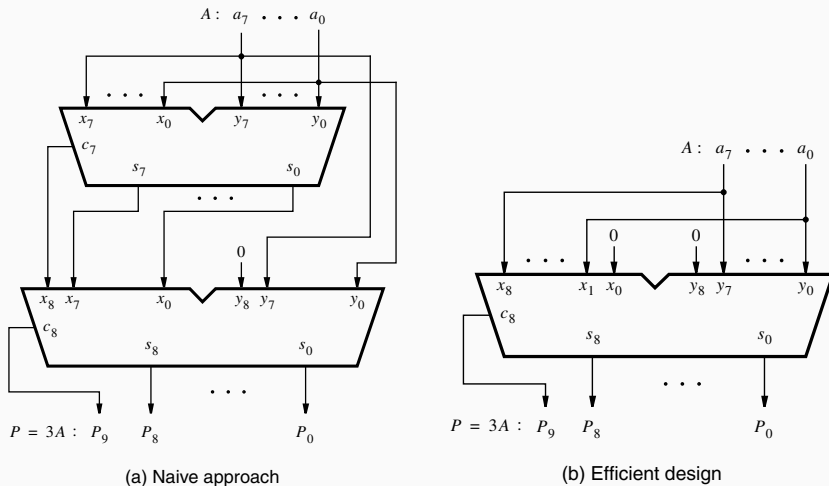 A : a7 . . . a0
. . . . . .
x7 x0 y7 y0
c7
s7 s0
. . .
0
x8 x7 x0 y8 y7 y0
c8
s8 s0
. . .
P = 3A : P9 P8 P0
(a) Naive approach
A : a7 . . . a0
0 0
. . . . . .
x8 x1 x0 y8 y7 y0
c8
s8 s0
. . .
P = 3A : P9 P8 P0
(b) Efficient design